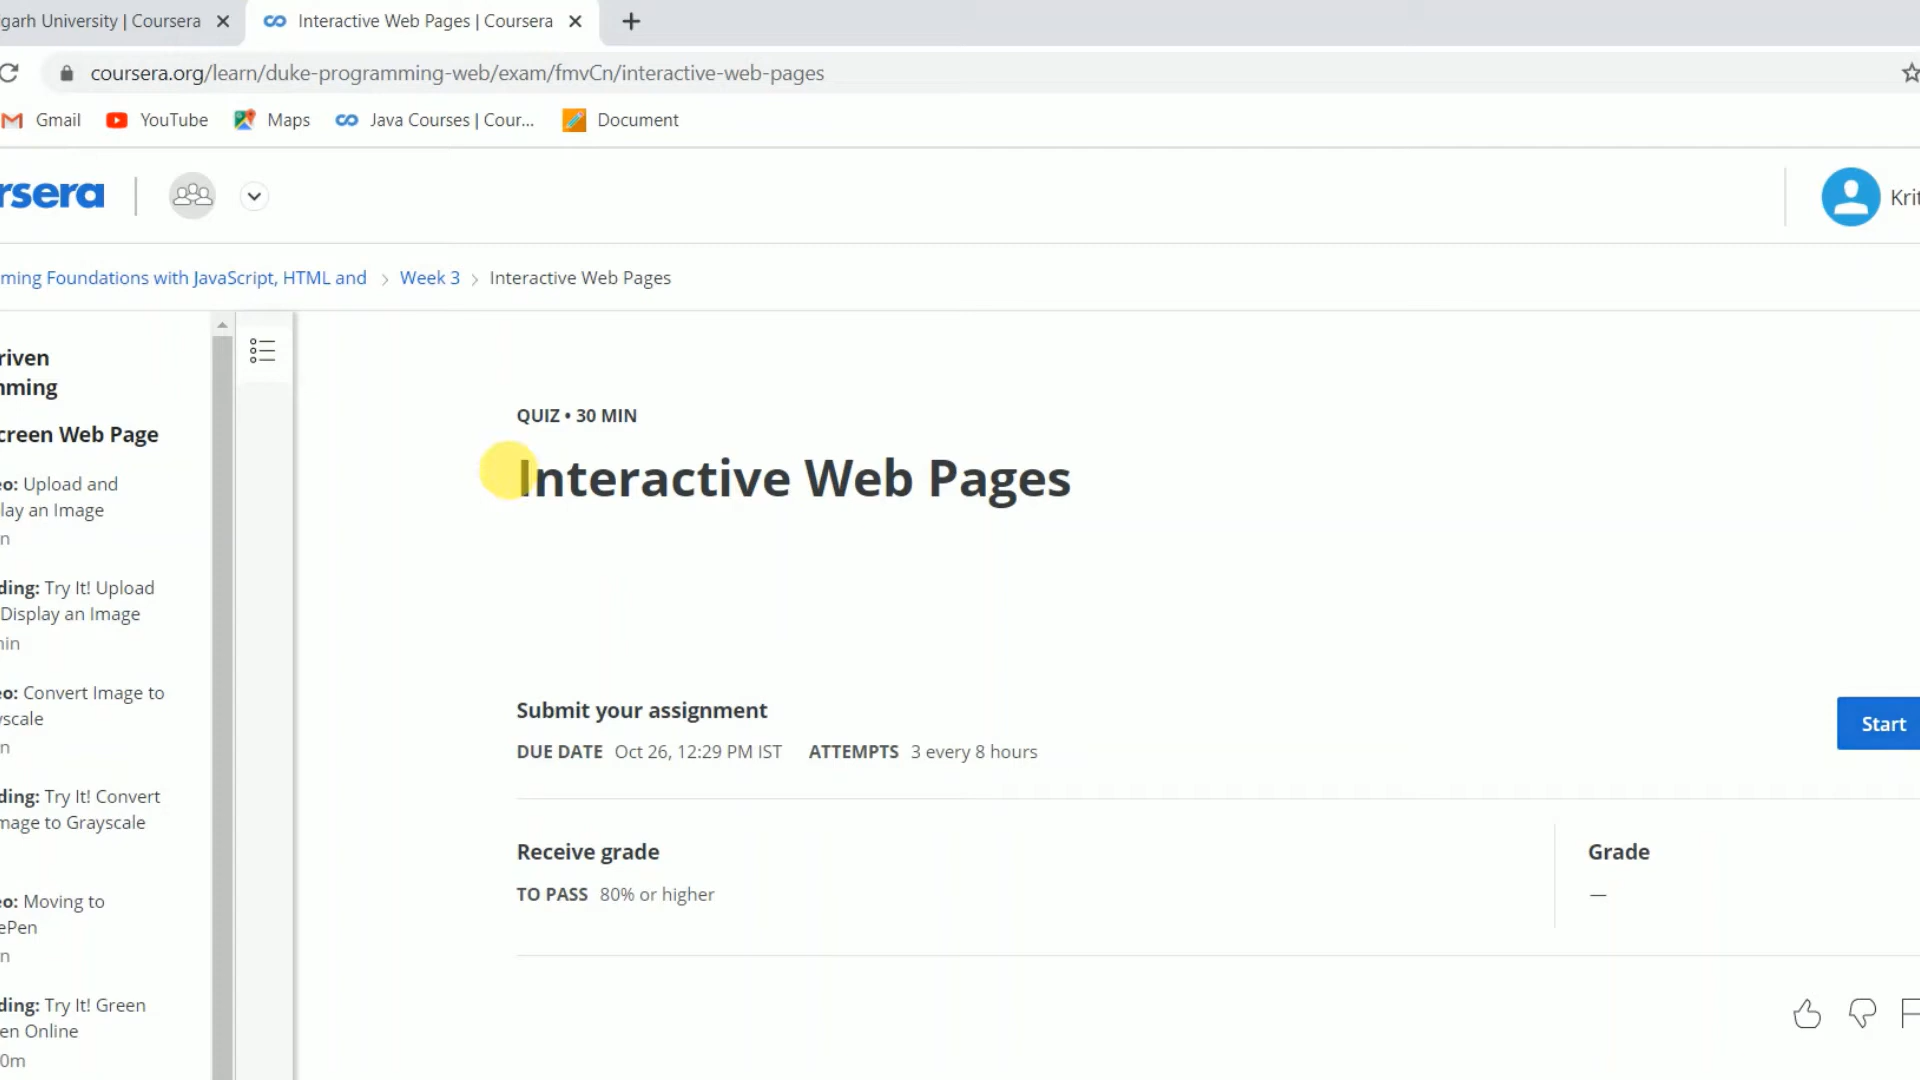 garh University | Coursera
Interactive Web Pages | Coursera
coursera.org/learn/duke-programming-web/exam/fmvCn/interactive-web-pages
Gmail
YouTube
Maps
Java Courses | Cour...
Document
rsera
Krit
ming Foundations with JavaScript, HTML and > Week 3 > Interactive Web Pages
riven
mming
creen Web Page
eo: Upload and
lay an Image
n
ding: Try It! Upload
Display an Image
nin
eo: Convert Image to
yscale
n
ding: Try It! Convert
mage to Grayscale
eo: Moving to
ePen
n
ding: Try It! Green
en Online
0m
QUIZ • 30 MIN
Interactive Web Pages
Submit your assignment
DUE DATE Oct 26, 12:29 PM IST ATTEMPTS 3 every 8 hours
Start
Receive grade
TO PASS 80% or higher
Grade
—